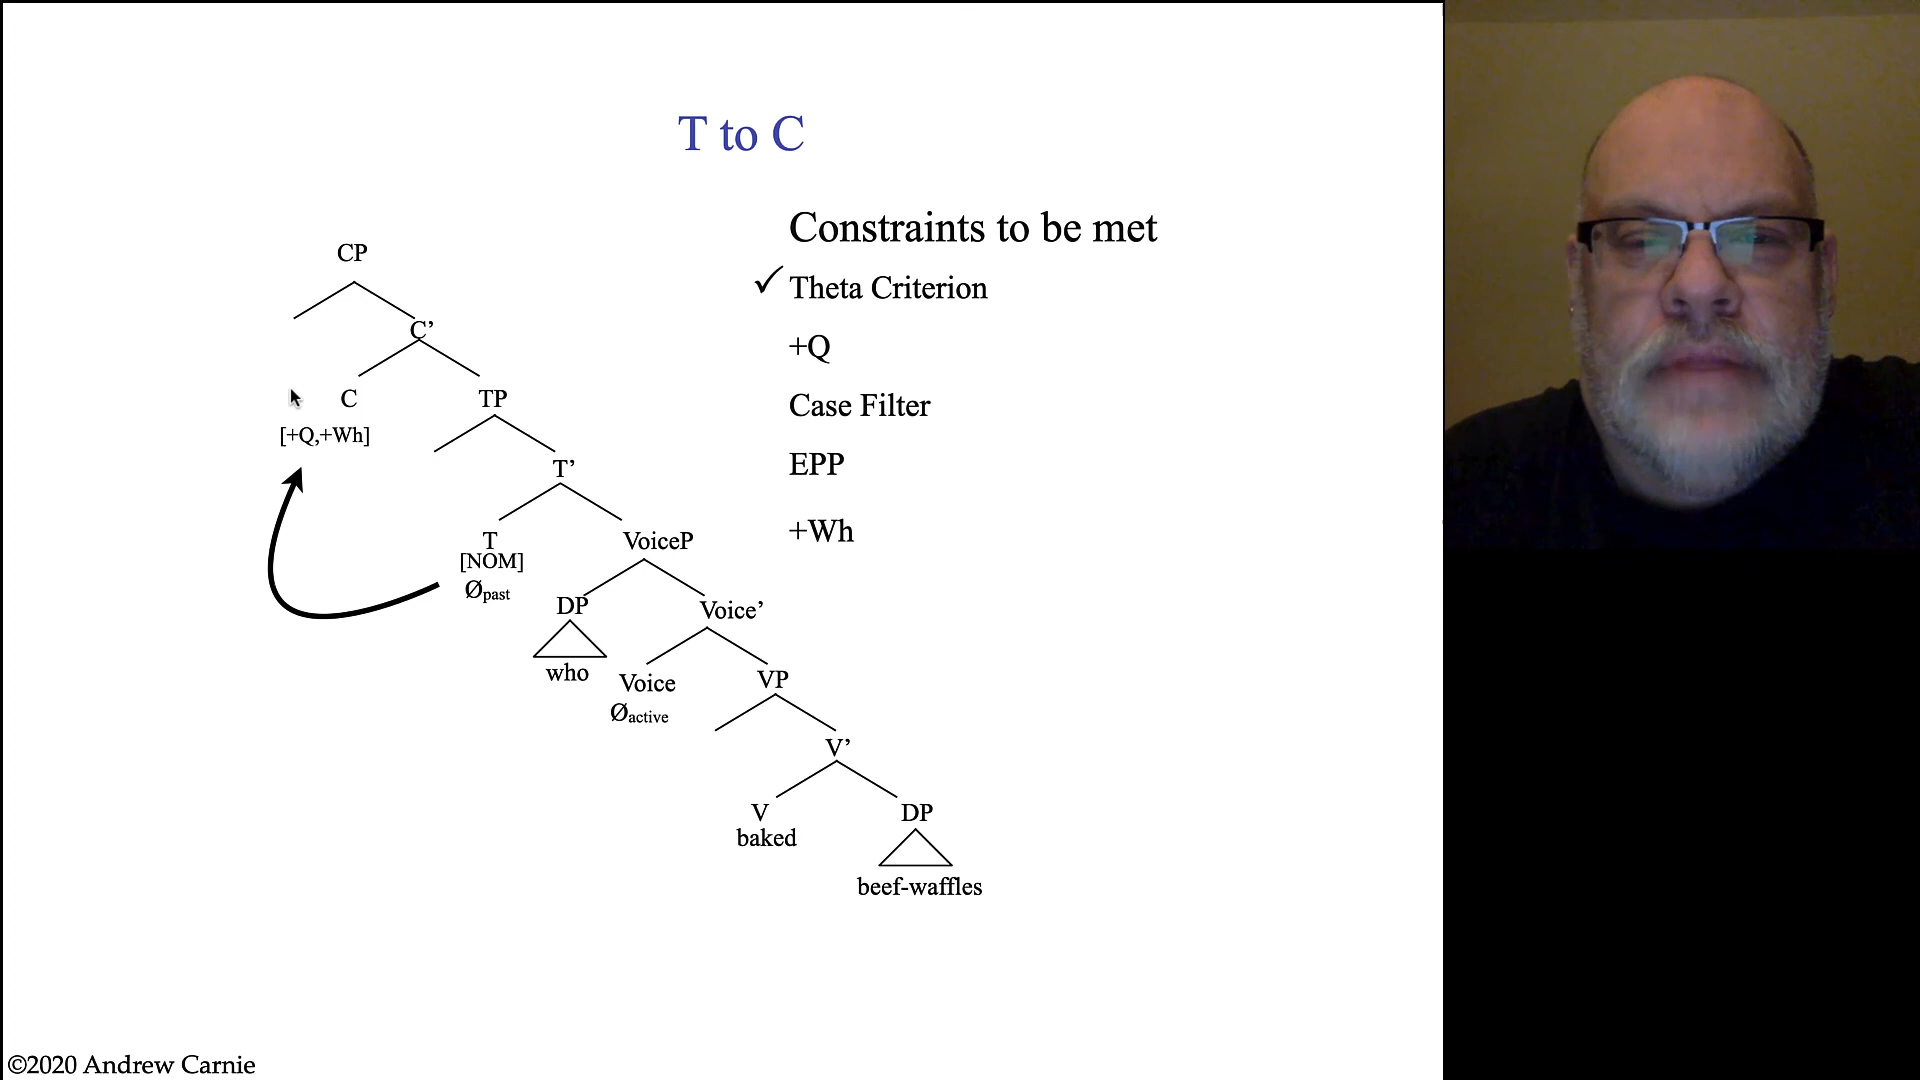 T to C
Constraints to be met
✓ Theta Criterion
+Q
Case Filter
EPP
+Wh
CP
C’
C
TP
[+Q,+Wh]
T’
T
VoiceP
[NOM]
Øpast
DP
Voice’
who
Voice
VP
Øactive
V’
V
DP
baked
beef-waffles
©2020 Andrew Carnie